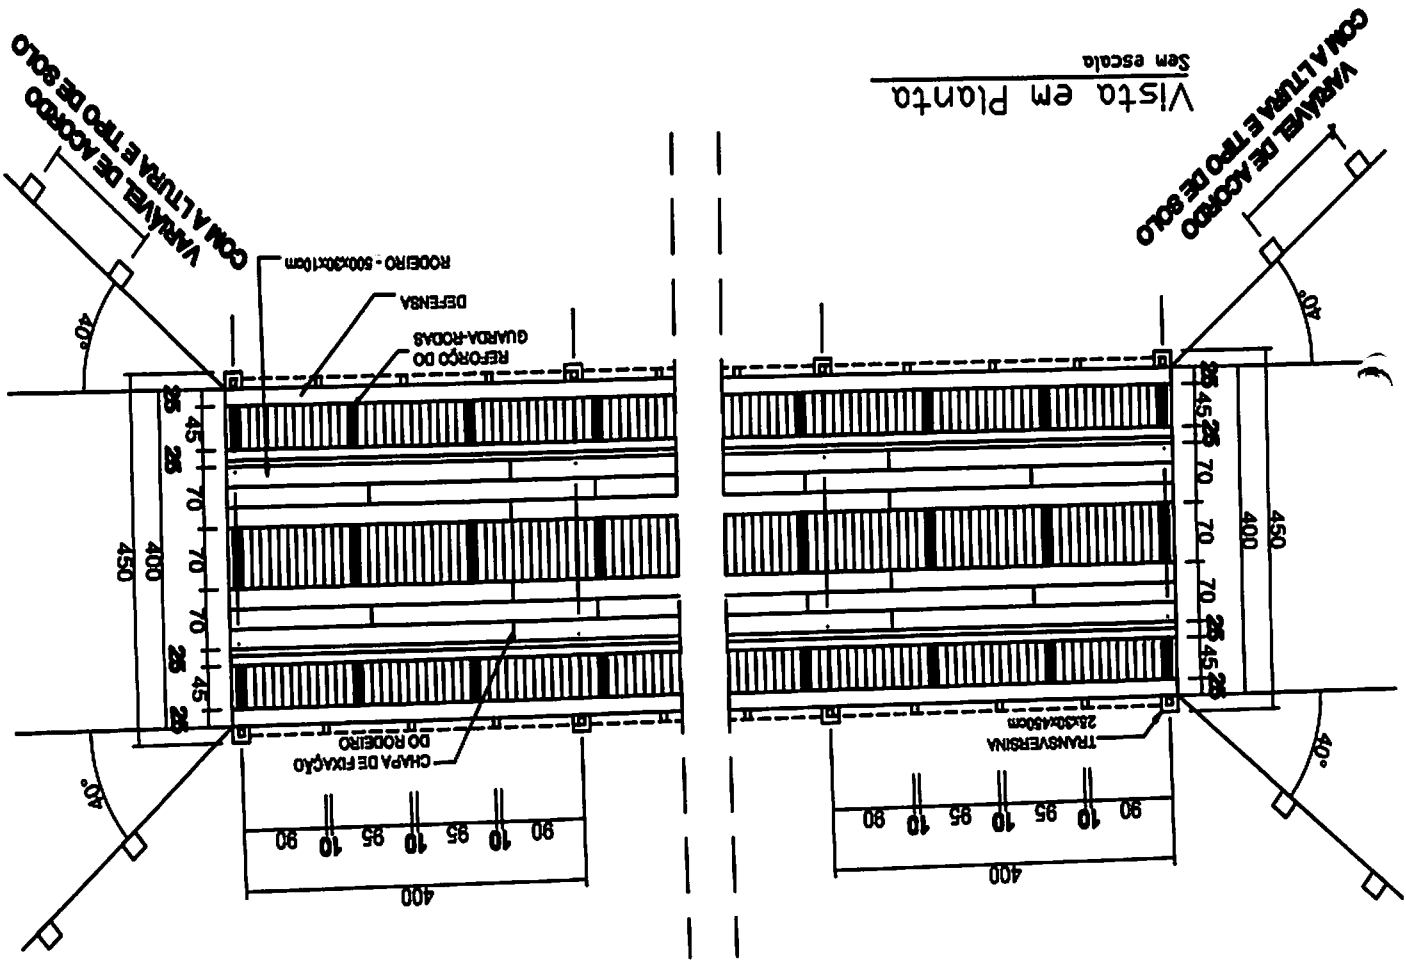 400
400
90 10 95 10 95 10 90
90 10 95 10 95 10 90
40°
40°
TRANSVERSINA
25x30x450cm
CHAPA DE FIXAÇÃO
DO RODEIRO
450
400
25
45
25
70
70
70
25
45
25
25
45
25
70
70
70
25
45
25
400
450
REFORÇO DO
GUARDA-RODAS
DEFENSA
RODEIRO - 500x30x10cm
40°
40°
VARIÁVEL DE ACORDO
COM A LTURA E TIPO DE SOLO
VARIÁVEL DE ACORDO
COM A LTURA E TIPO DE SOLO
Vista em Planta
Sem escala